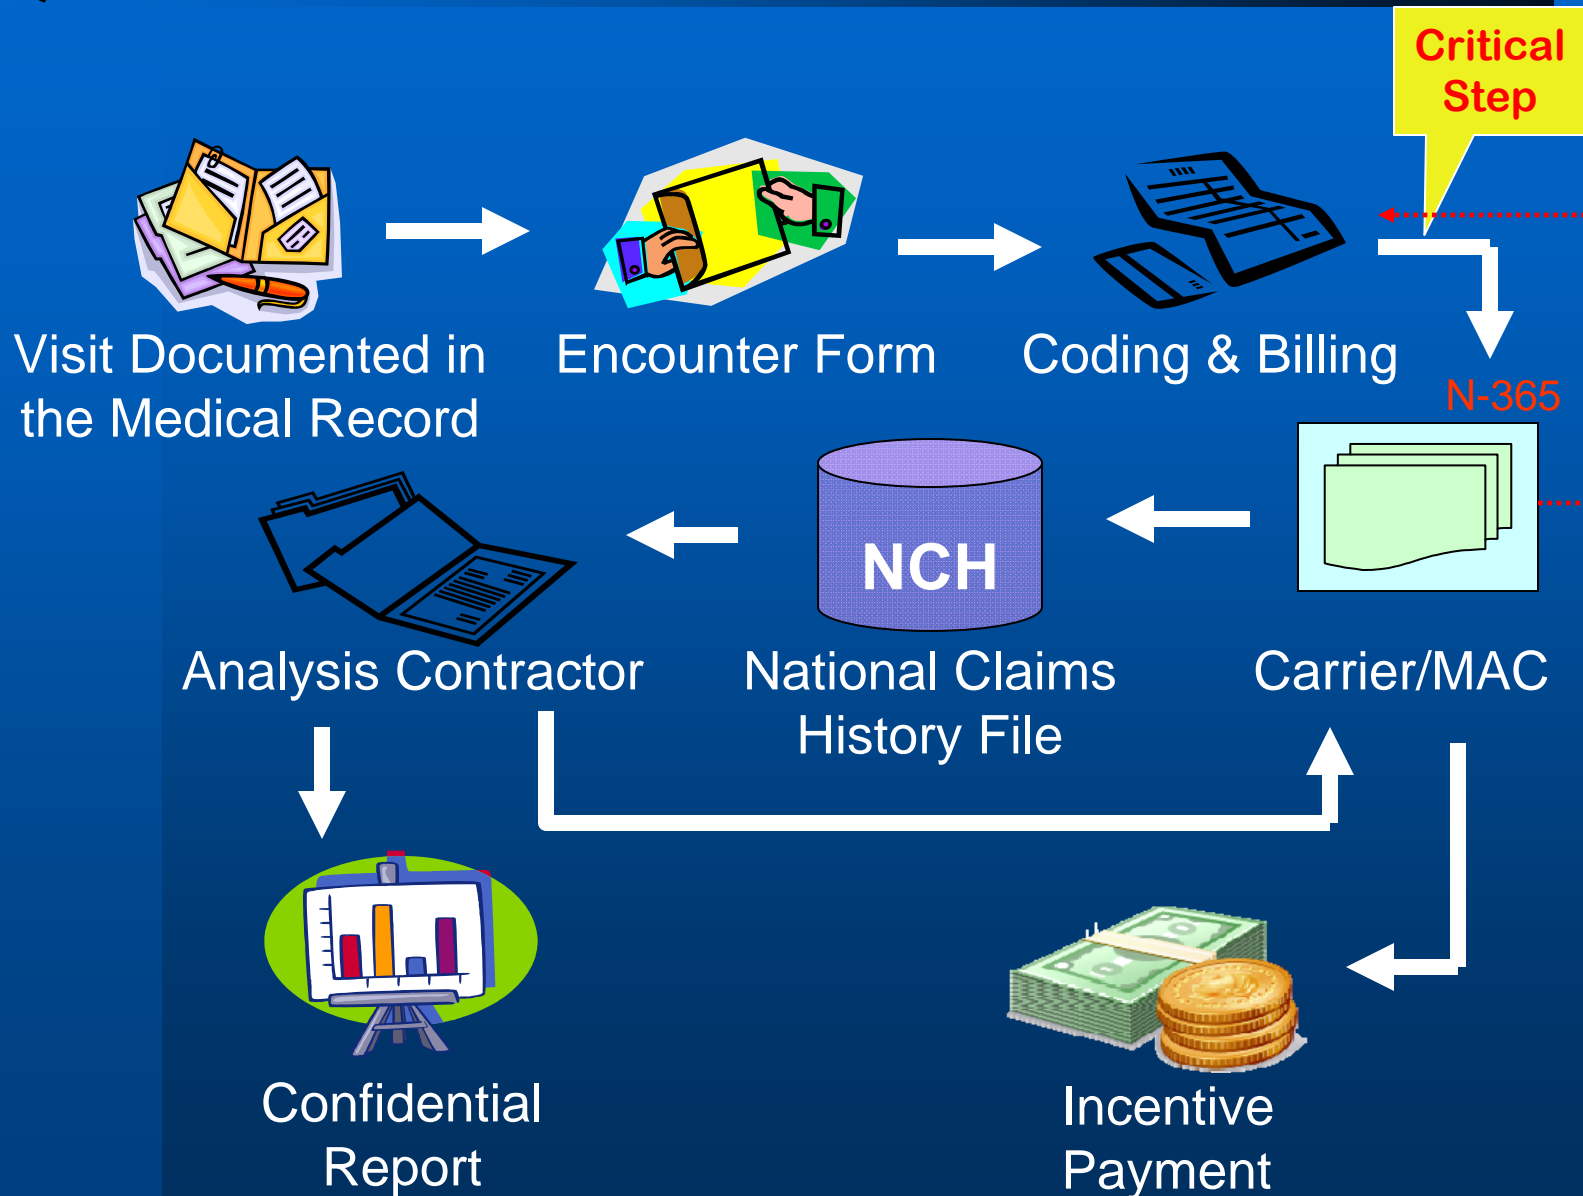 Critical
Step
Visit Documented in
the Medical Record
Encounter Form
Coding & Billing
N-365
NCH
Analysis Contractor
National Claims
History File
Carrier/MAC
Confidential
Report
Incentive
Payment